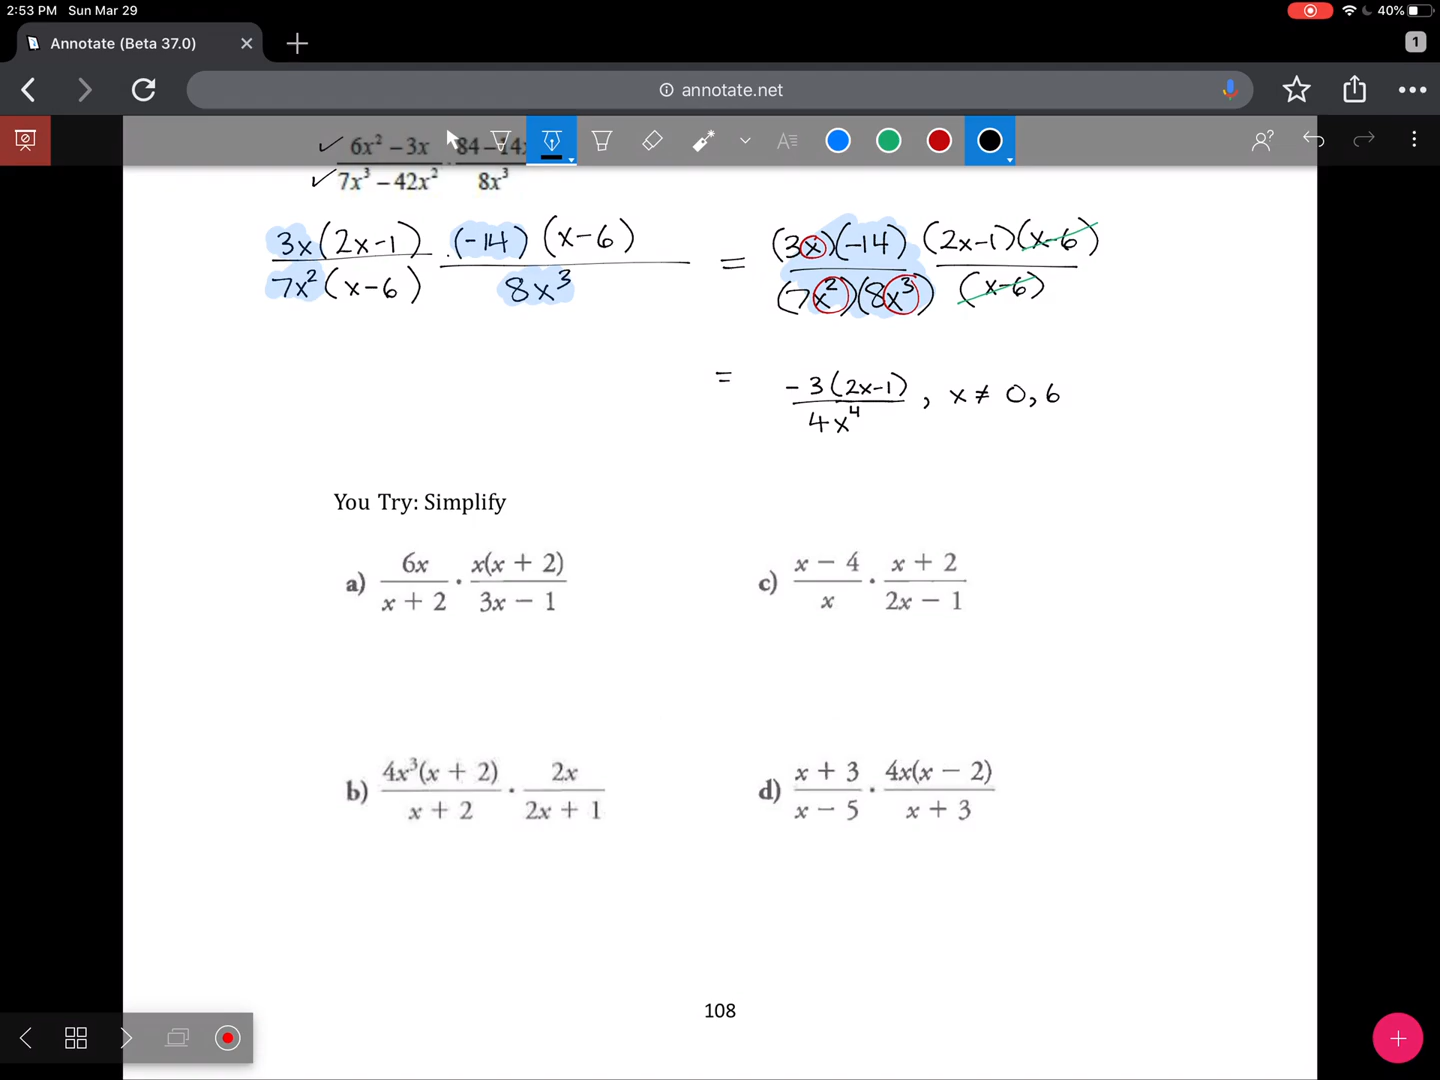 2:53 PM Sun Mar 29
40%
Annotate (Beta 37.0)
1
annotate.net
6x² – 3x / 7x³ – 42x² · 84 – 14x / 8x³
3x(2x-1) / 7x²(x-6) · (-14)(x-6) / 8x³ = (3x)(-14) / (7x²)(8x³) (2x-1)(x-6) / (x-6)
= -3(2x-1) / 4x⁴ , x ≠ 0,6
You Try: Simplify
a) 6x / x + 2 · x(x + 2) / 3x − 1
c) x − 4 / x · x + 2 / 2x − 1
b) 4x³(x + 2) / x + 2 · 2x / 2x + 1
d) x + 3 / x − 5 · 4x(x − 2) / x + 3
108